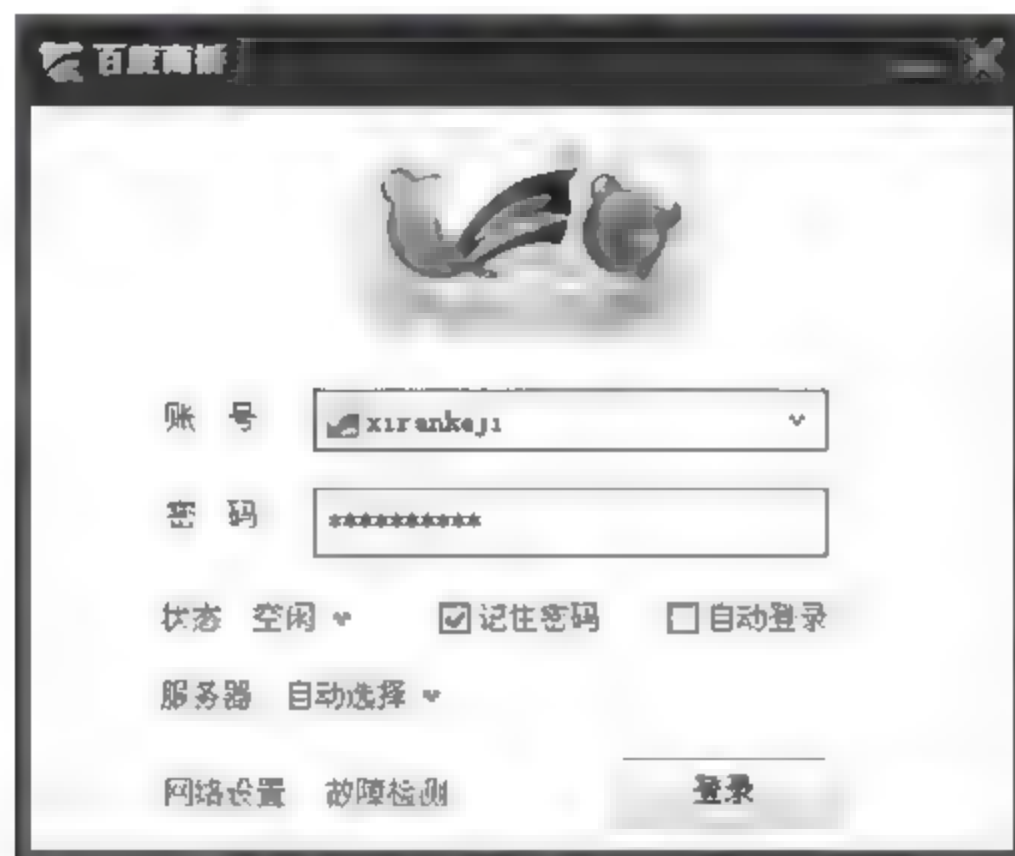 百度商桥
账 号 xirankeji
密 码 **********
状态 空闲 记住密码 自动登录
服务器 自动选择
网络设置 故障检测 登录